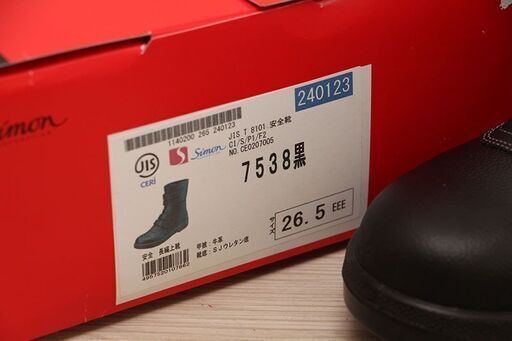 Simon
240123
1140200 265 240123
JIS
CERI
S Simon
JIS T 8101 安全靴
CI/S/P1/F2
NO CE0207005
7538黒
サイズ
26.5 EEE
安全 長編上靴
甲被：牛革
靴底：SJウレタン底
4957520107662